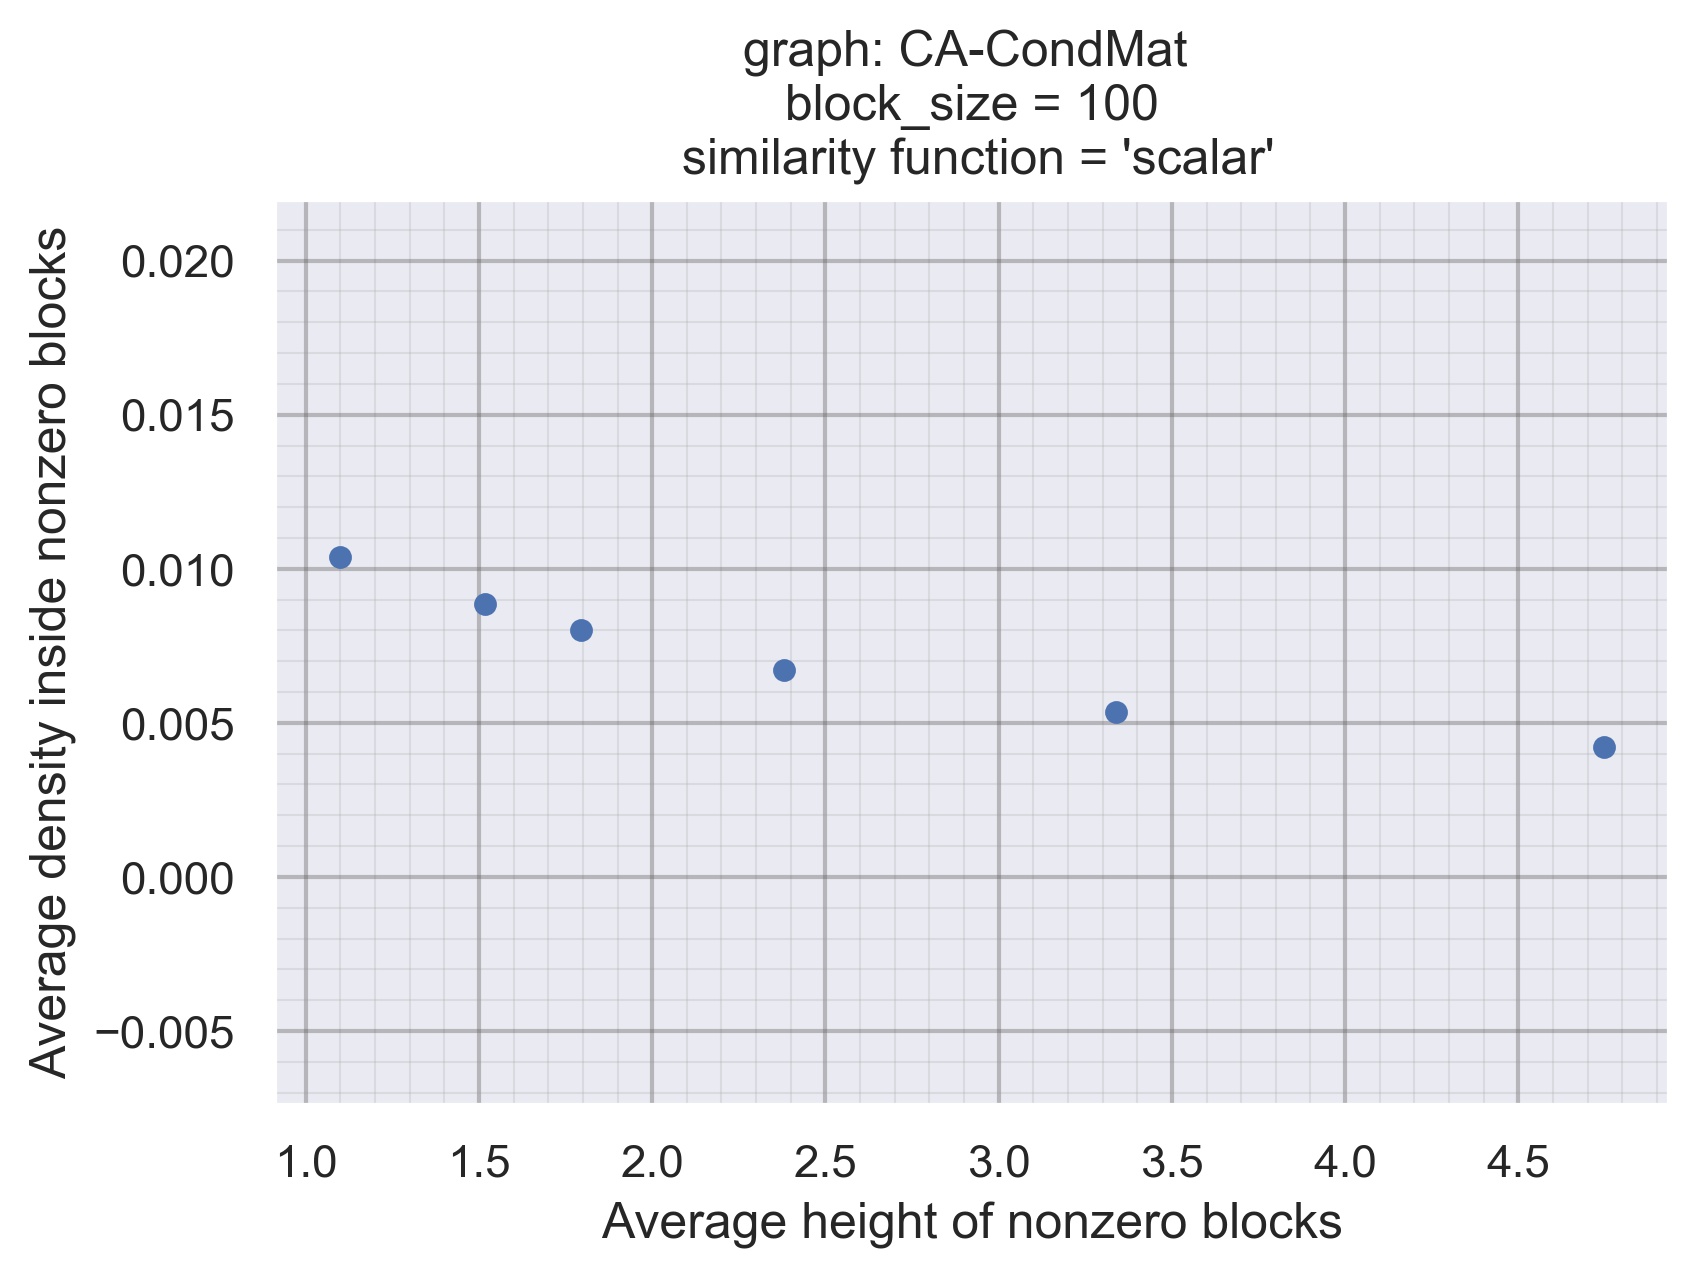 graph: CA-CondMat
block_size = 100
similarity function = 'scalar'
Average density inside nonzero blocks
0.020
0.015
0.010
0.005
0.000
−0.005
1.0 1.5 2.0 2.5 3.0 3.5 4.0 4.5
Average height of nonzero blocks